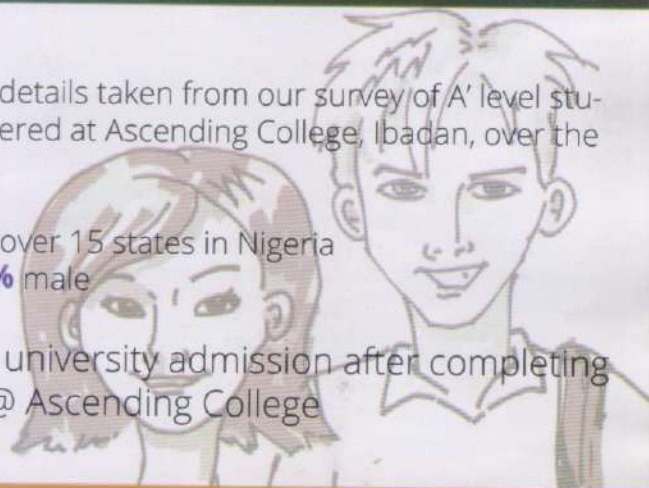 details taken from our survey of A' level stu-
ered at Ascending College, Ibadan, over the
over 15 states in Nigeria
% male
university admission after completing
@ Ascending College